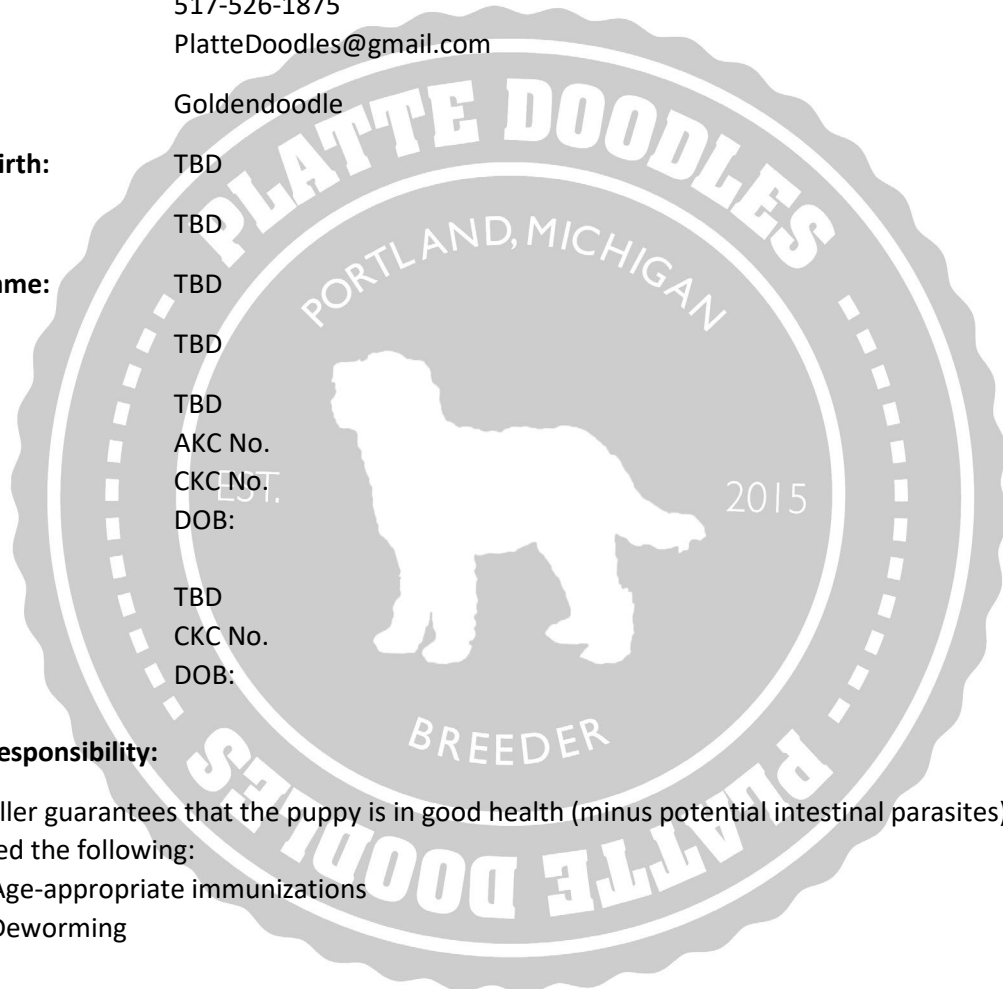 517-526-1875
PlatteDoodles@gmail.com
Goldendoodle
irth: TBD
TBD
ame: TBD
TBD
TBD
AKC No.
CKC No.
DOB:
TBD
CKC No.
DOB:
esponsibility:
ller guarantees that the puppy is in good health (minus potential intestinal parasites)
ed the following:
Age-appropriate immunizations
Deworming
PLATTE DOODLES
PORTLAND, MICHIGAN
EST. 2015
BREEDER
PLATTE DOODLES